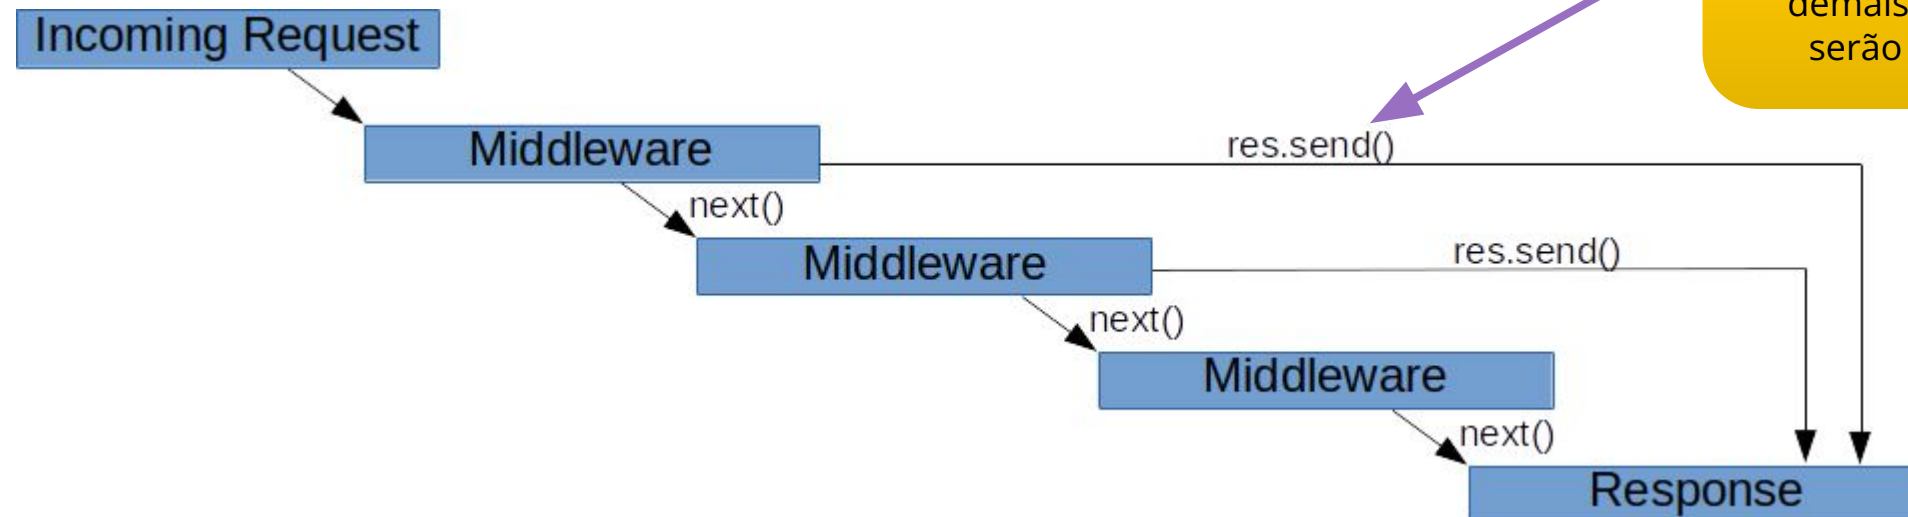 Incoming Request
demais
serão
Middleware
res.send()
next()
Middleware
res.send()
next()
Middleware
next()
Response